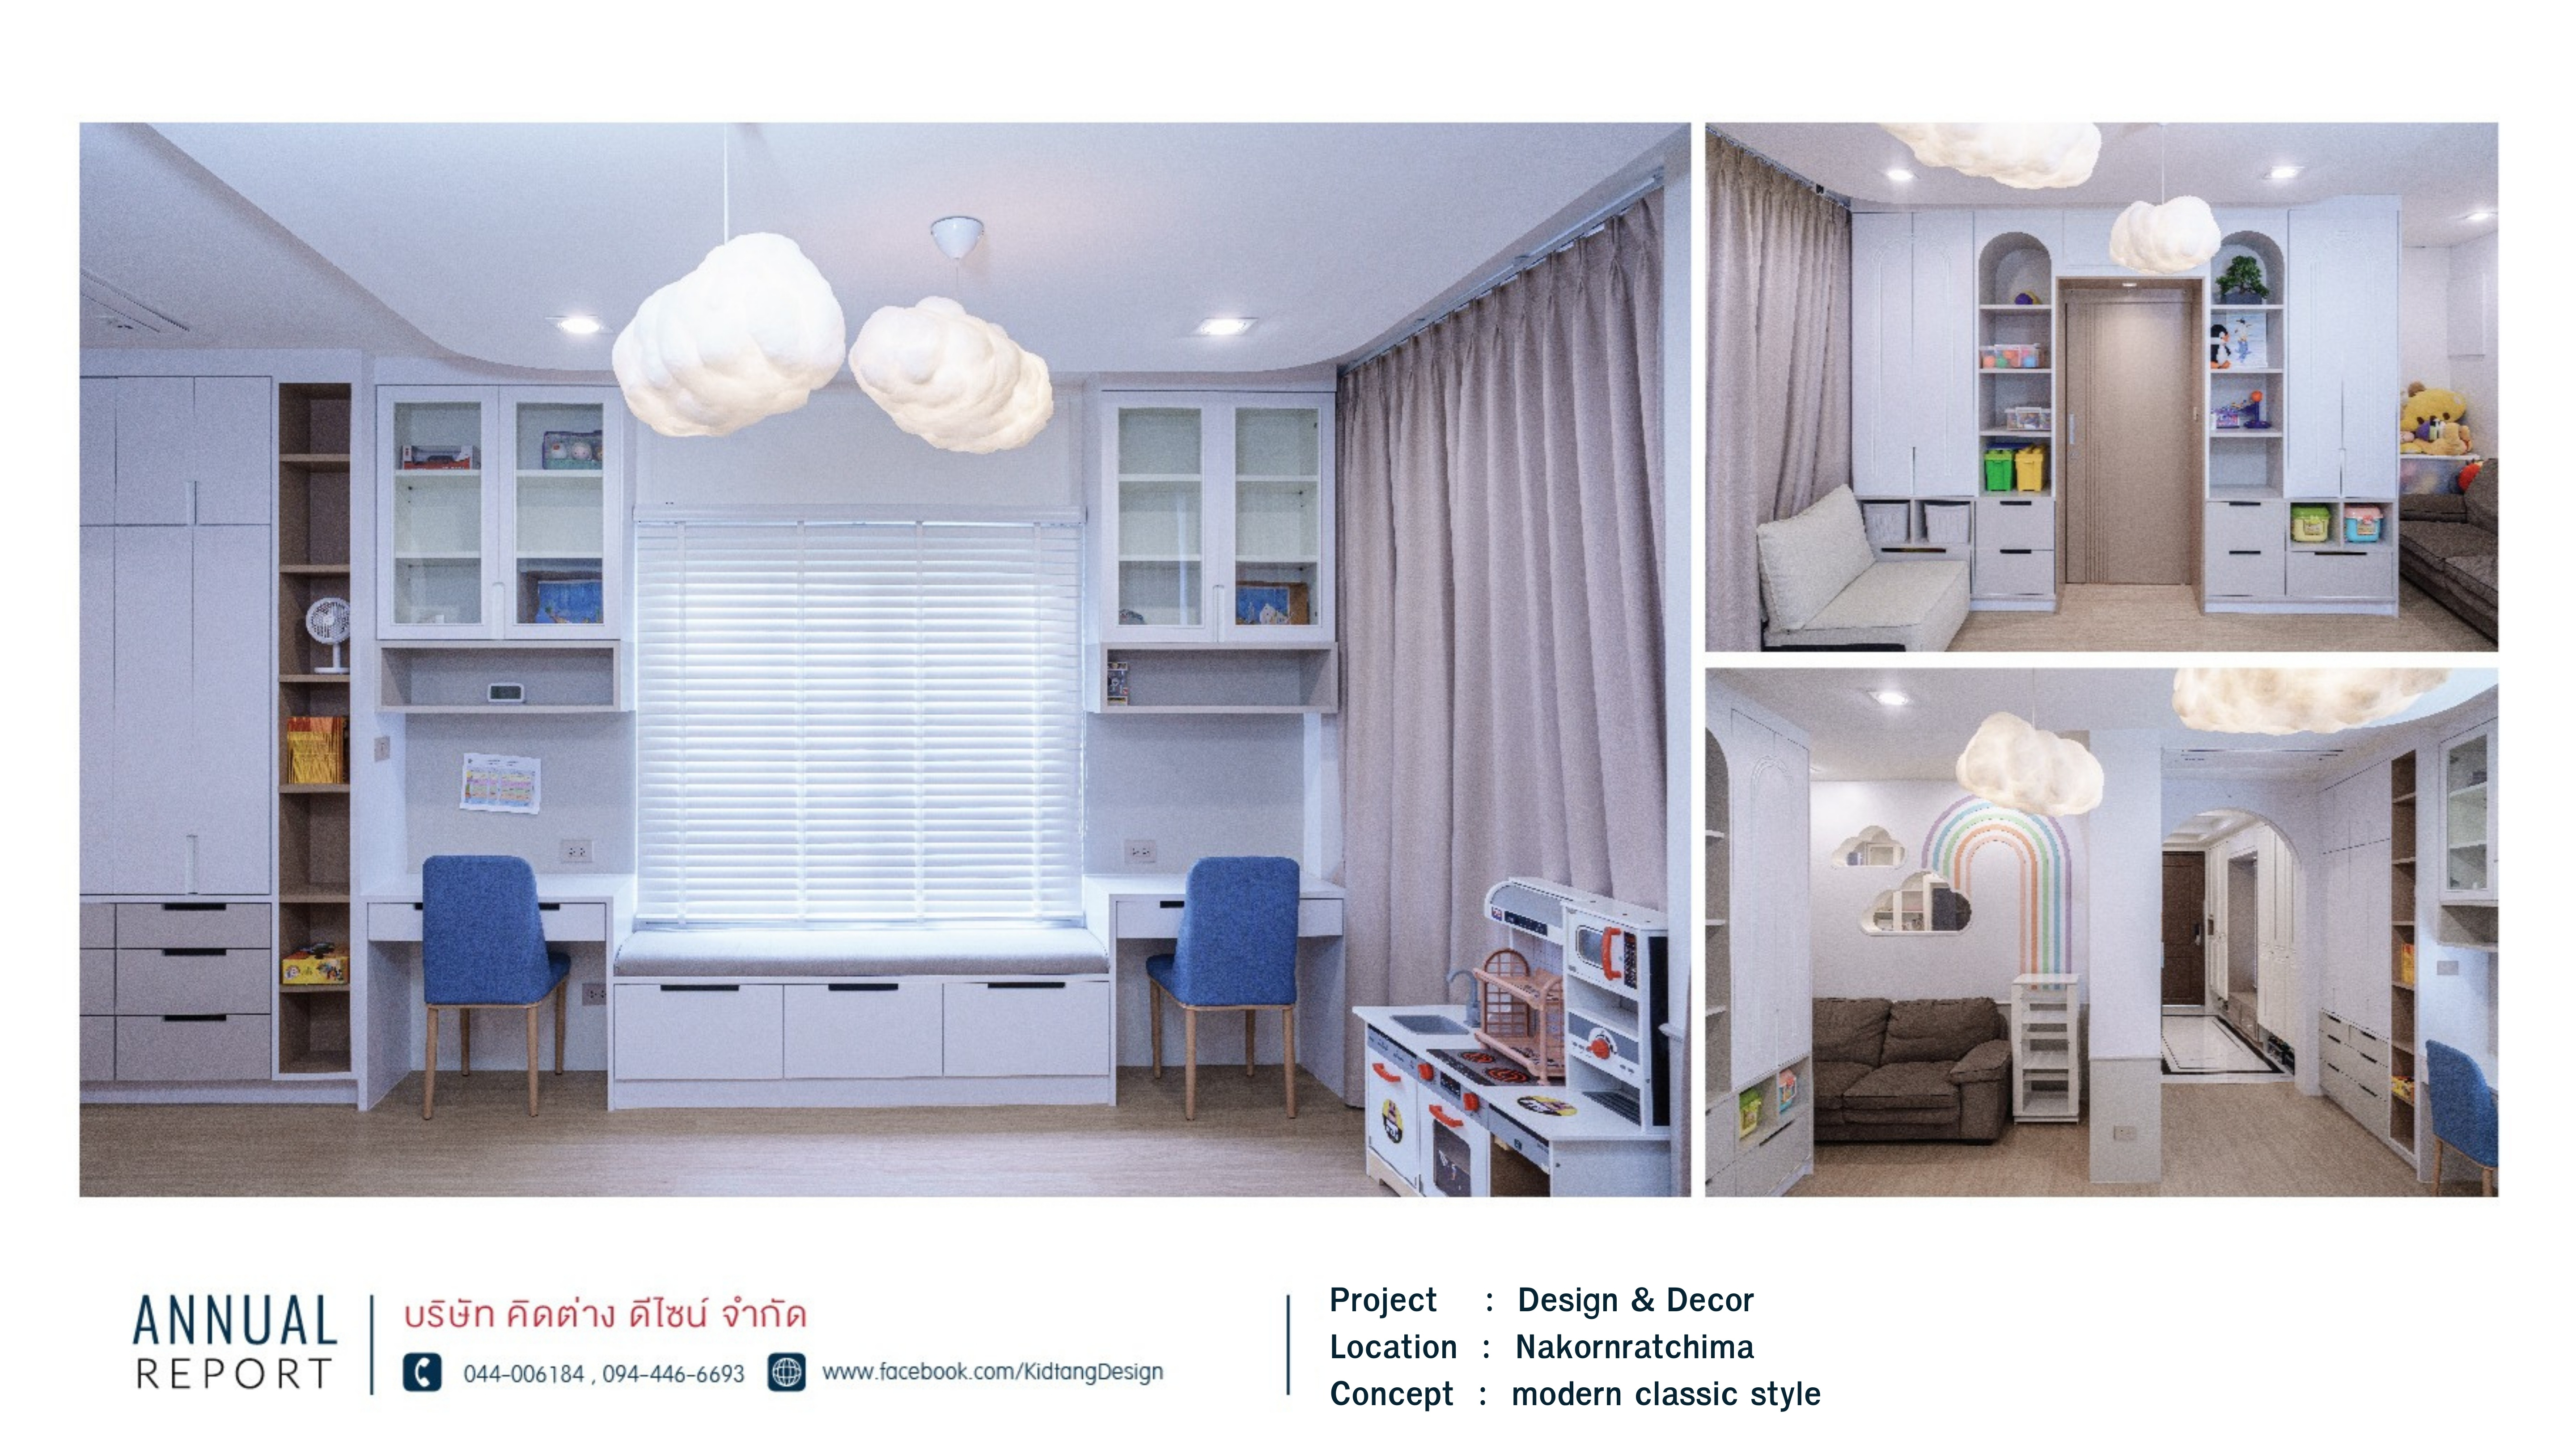 ANNUAL
REPORT
บริษัท คิดต่าง ดีไซน์ จำกัด
044-006184 , 094-446-6693
www.facebook.com/KidtangDesign
Project : Design & Decor
Location : Nakornratchima
Concept : modern classic style